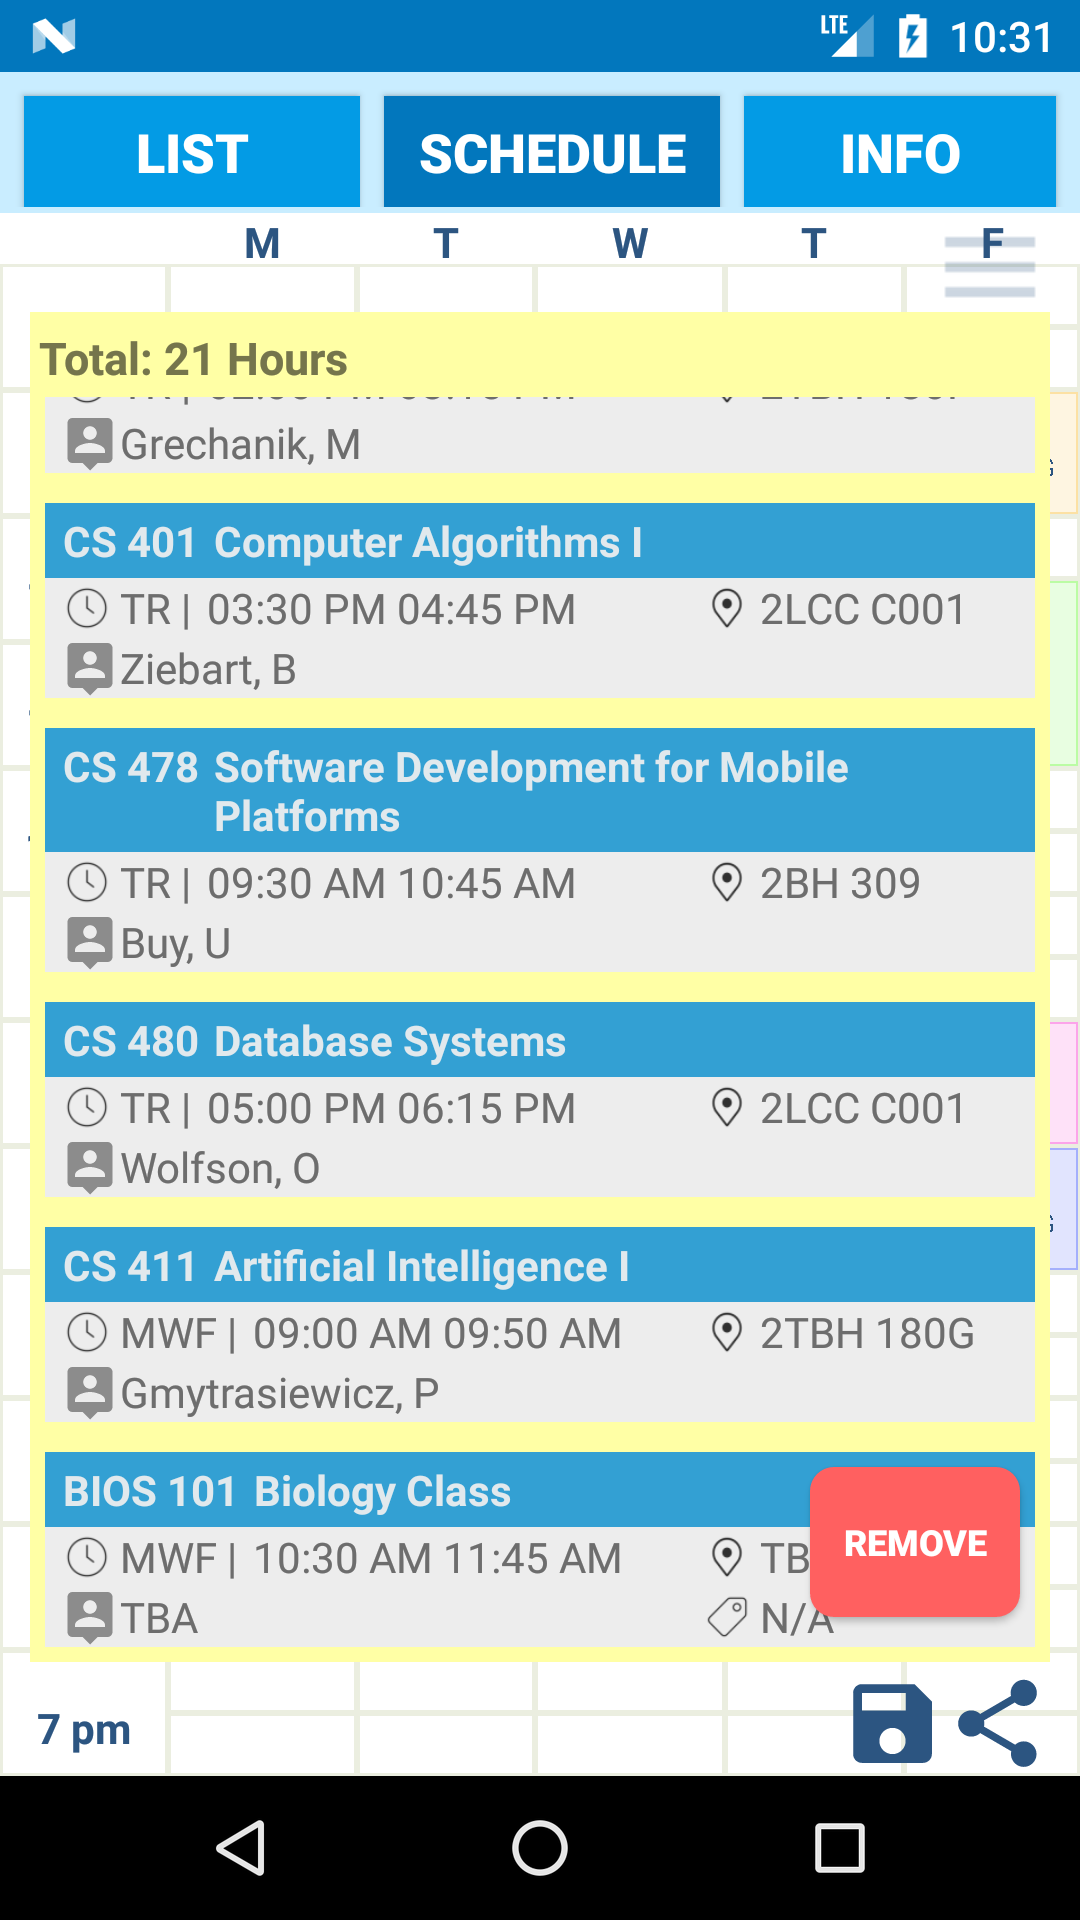 LTE 10:31
LIST SCHEDULE INFO
M T W T F
Total: 21 Hours
Grechanik, M
CS 401 Computer Algorithms I
TR | 03:30 PM 04:45 PM 2LCC C001
Ziebart, B
CS 478 Software Development for Mobile
Platforms
TR | 09:30 AM 10:45 AM 2BH 309
Buy, U
CS 480 Database Systems
TR | 05:00 PM 06:15 PM 2LCC C001
Wolfson, O
CS 411 Artificial Intelligence I
MWF | 09:00 AM 09:50 AM 2TBH 180G
Gmytrasiewicz, P
BIOS 101 Biology Class
MWF | 10:30 AM 11:45 AM TB
REMOVE
TBA N/A
7 pm